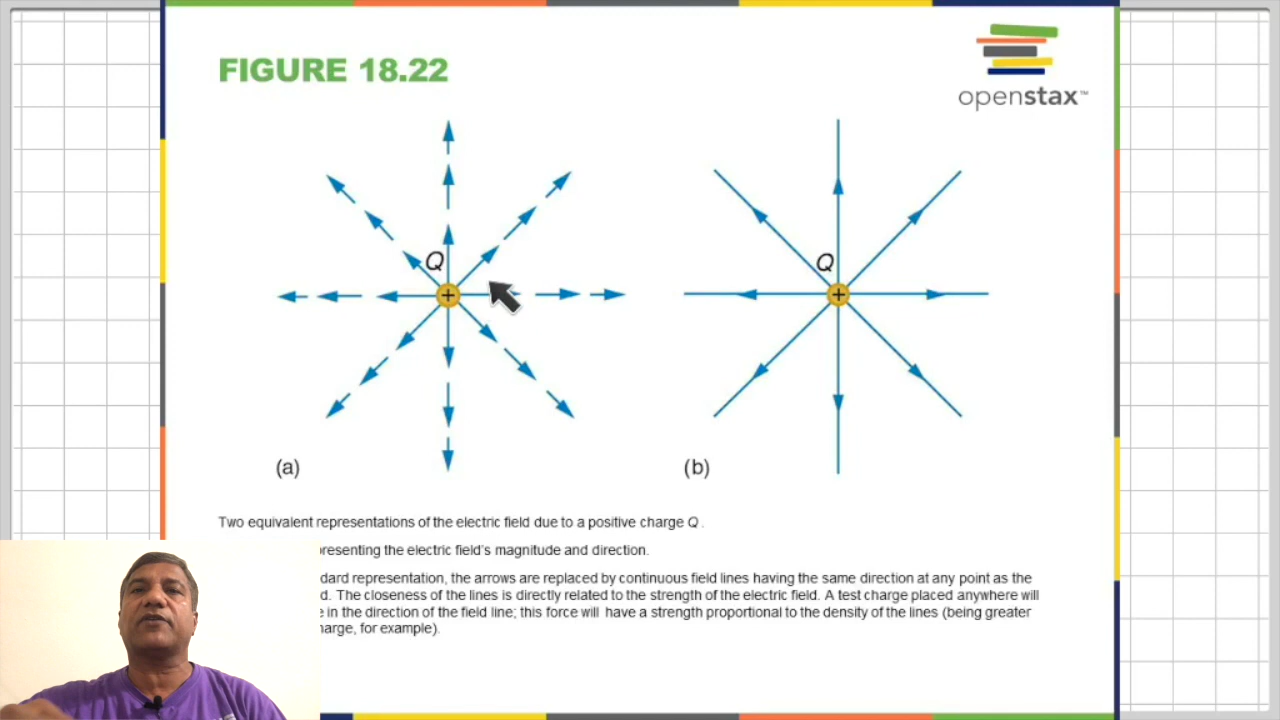 FIGURE 18.22
openstax™
Q
+
(a)
Q
+
(b)
Two equivalent representations of the electric field due to a positive charge Q .
the electric field's magnitude and direction.
representation, the arrows are replaced by continuous field lines having the same direction at any point as the
The closeness of the lines is directly related to the strength of the electric field. A test charge placed anywhere will
in the direction of the field line; this force will have a strength proportional to the density of the lines (being greater
for example).